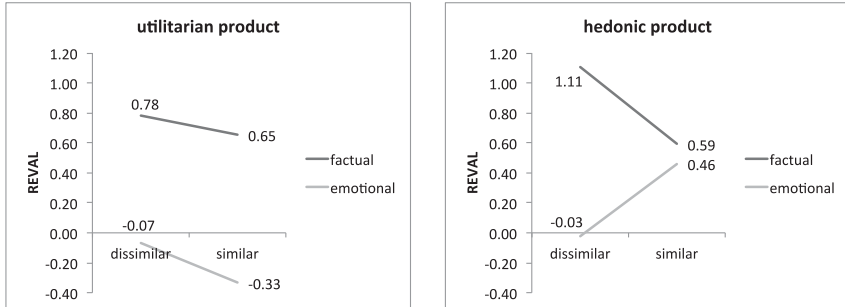 utilitarian product
1.20
1.00
0.80
0.60
0.40
0.20
0.00
-0.20
-0.40
REVAL
0.78
0.65
-0.07
-0.33
dissimilar similar
factual
emotional
hedonic product
1.20
1.00
0.80
0.60
0.40
0.20
0.00
-0.20
-0.40
REVAL
1.11
0.59
0.46
-0.03
dissimilar similar
factual
emotional